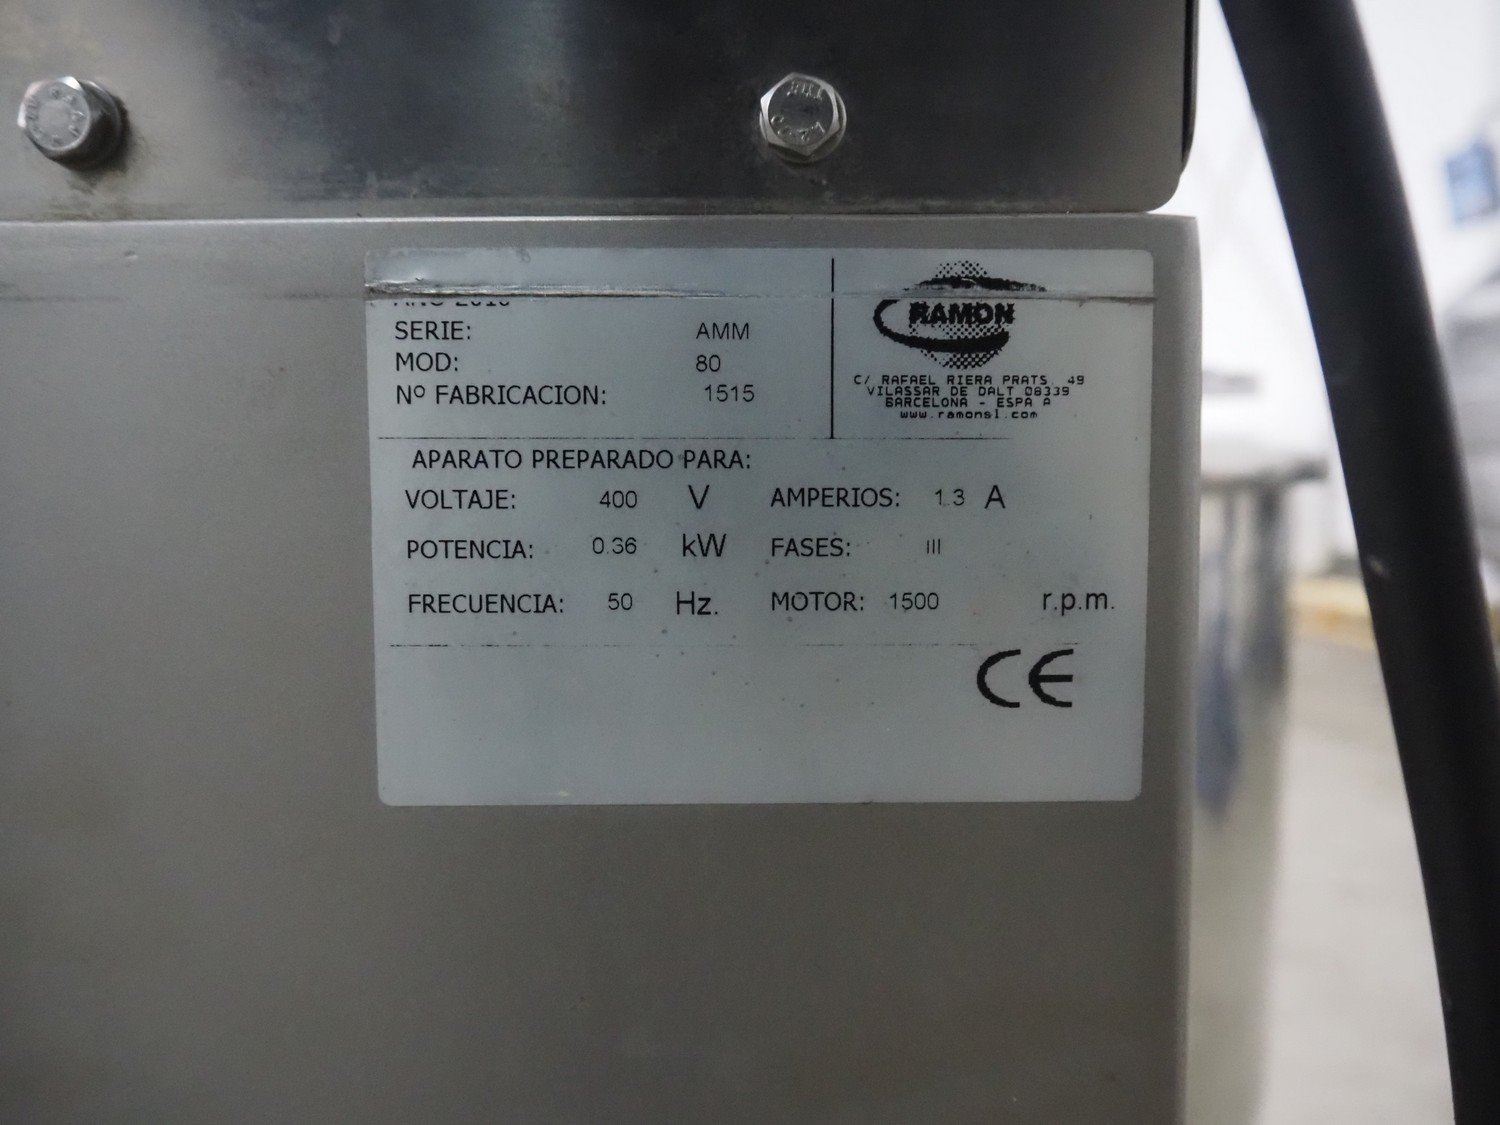 SERIE: AMM
MOD: 80
Nº FABRICACION: 1515
RAMON
C/ RAFAEL RIERA PRATS, 49
VILASSAR DE DALT 08339
BARCELONA - ESPA A
www.ramonsl.com
APARATO PREPARADO PARA:
VOLTAJE: 400 V AMPERIOS: 1.3 A
POTENCIA: 0.36 kW FASES: III
FRECUENCIA: 50 Hz. MOTOR: 1500 r.p.m.
CE